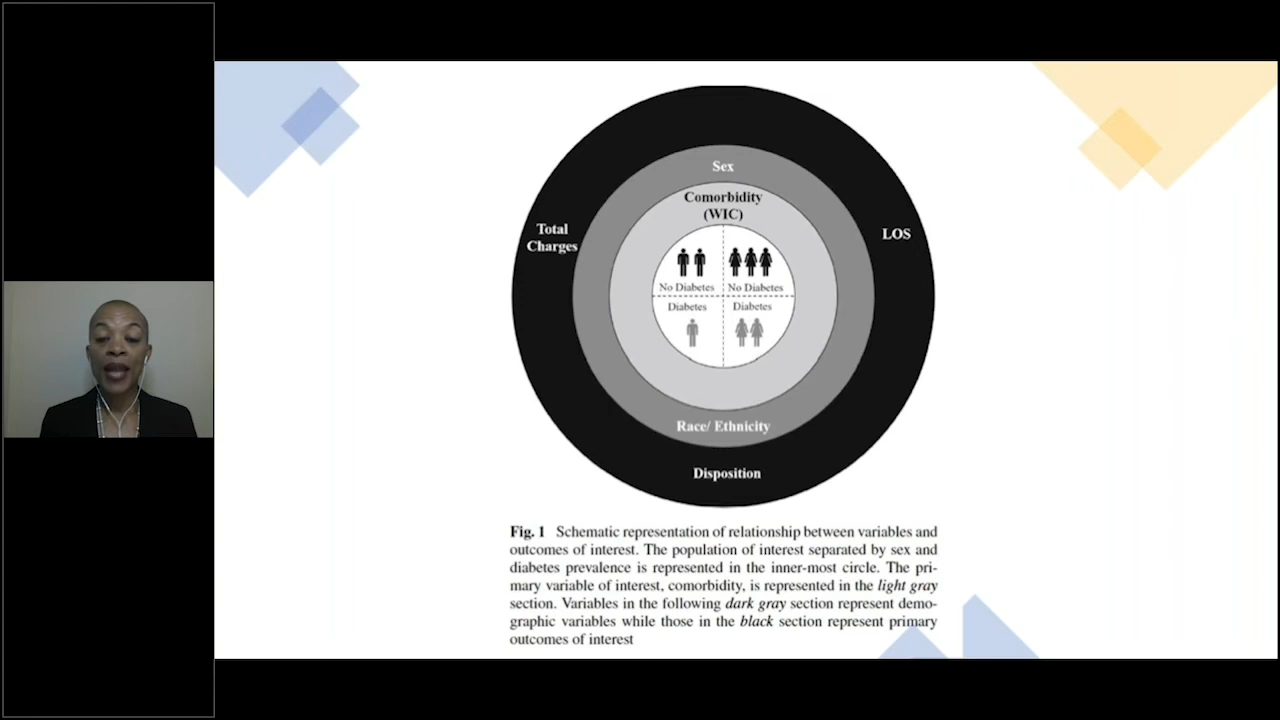 Sex
Comorbidity
(WIC)
Total
Charges
LOS
No Diabetes
No Diabetes
Diabetes
Diabetes
Race/ Ethnicity
Disposition
Fig. 1 Schematic representation of relationship between variables and
outcomes of interest. The population of interest separated by sex and
diabetes prevalence is represented in the inner-most circle. The pri-
mary variable of interest, comorbidity, is represented in the light gray
section. Variables in the following dark gray section represent demo-
graphic variables while those in the black section represent primary
outcomes of interest